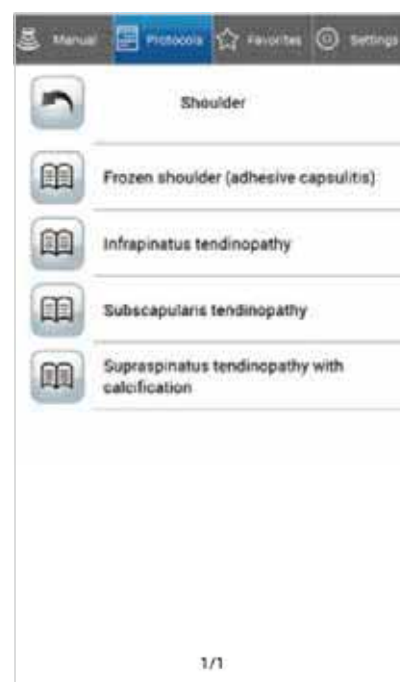 Manual Protocols Favorites Settings
Shoulder
Frozen shoulder (adhesive capsulitis)
Infrapinatus tendinopathy
Subscapularis tendinopathy
Supraspinatus tendinopathy with
calcification
1/1